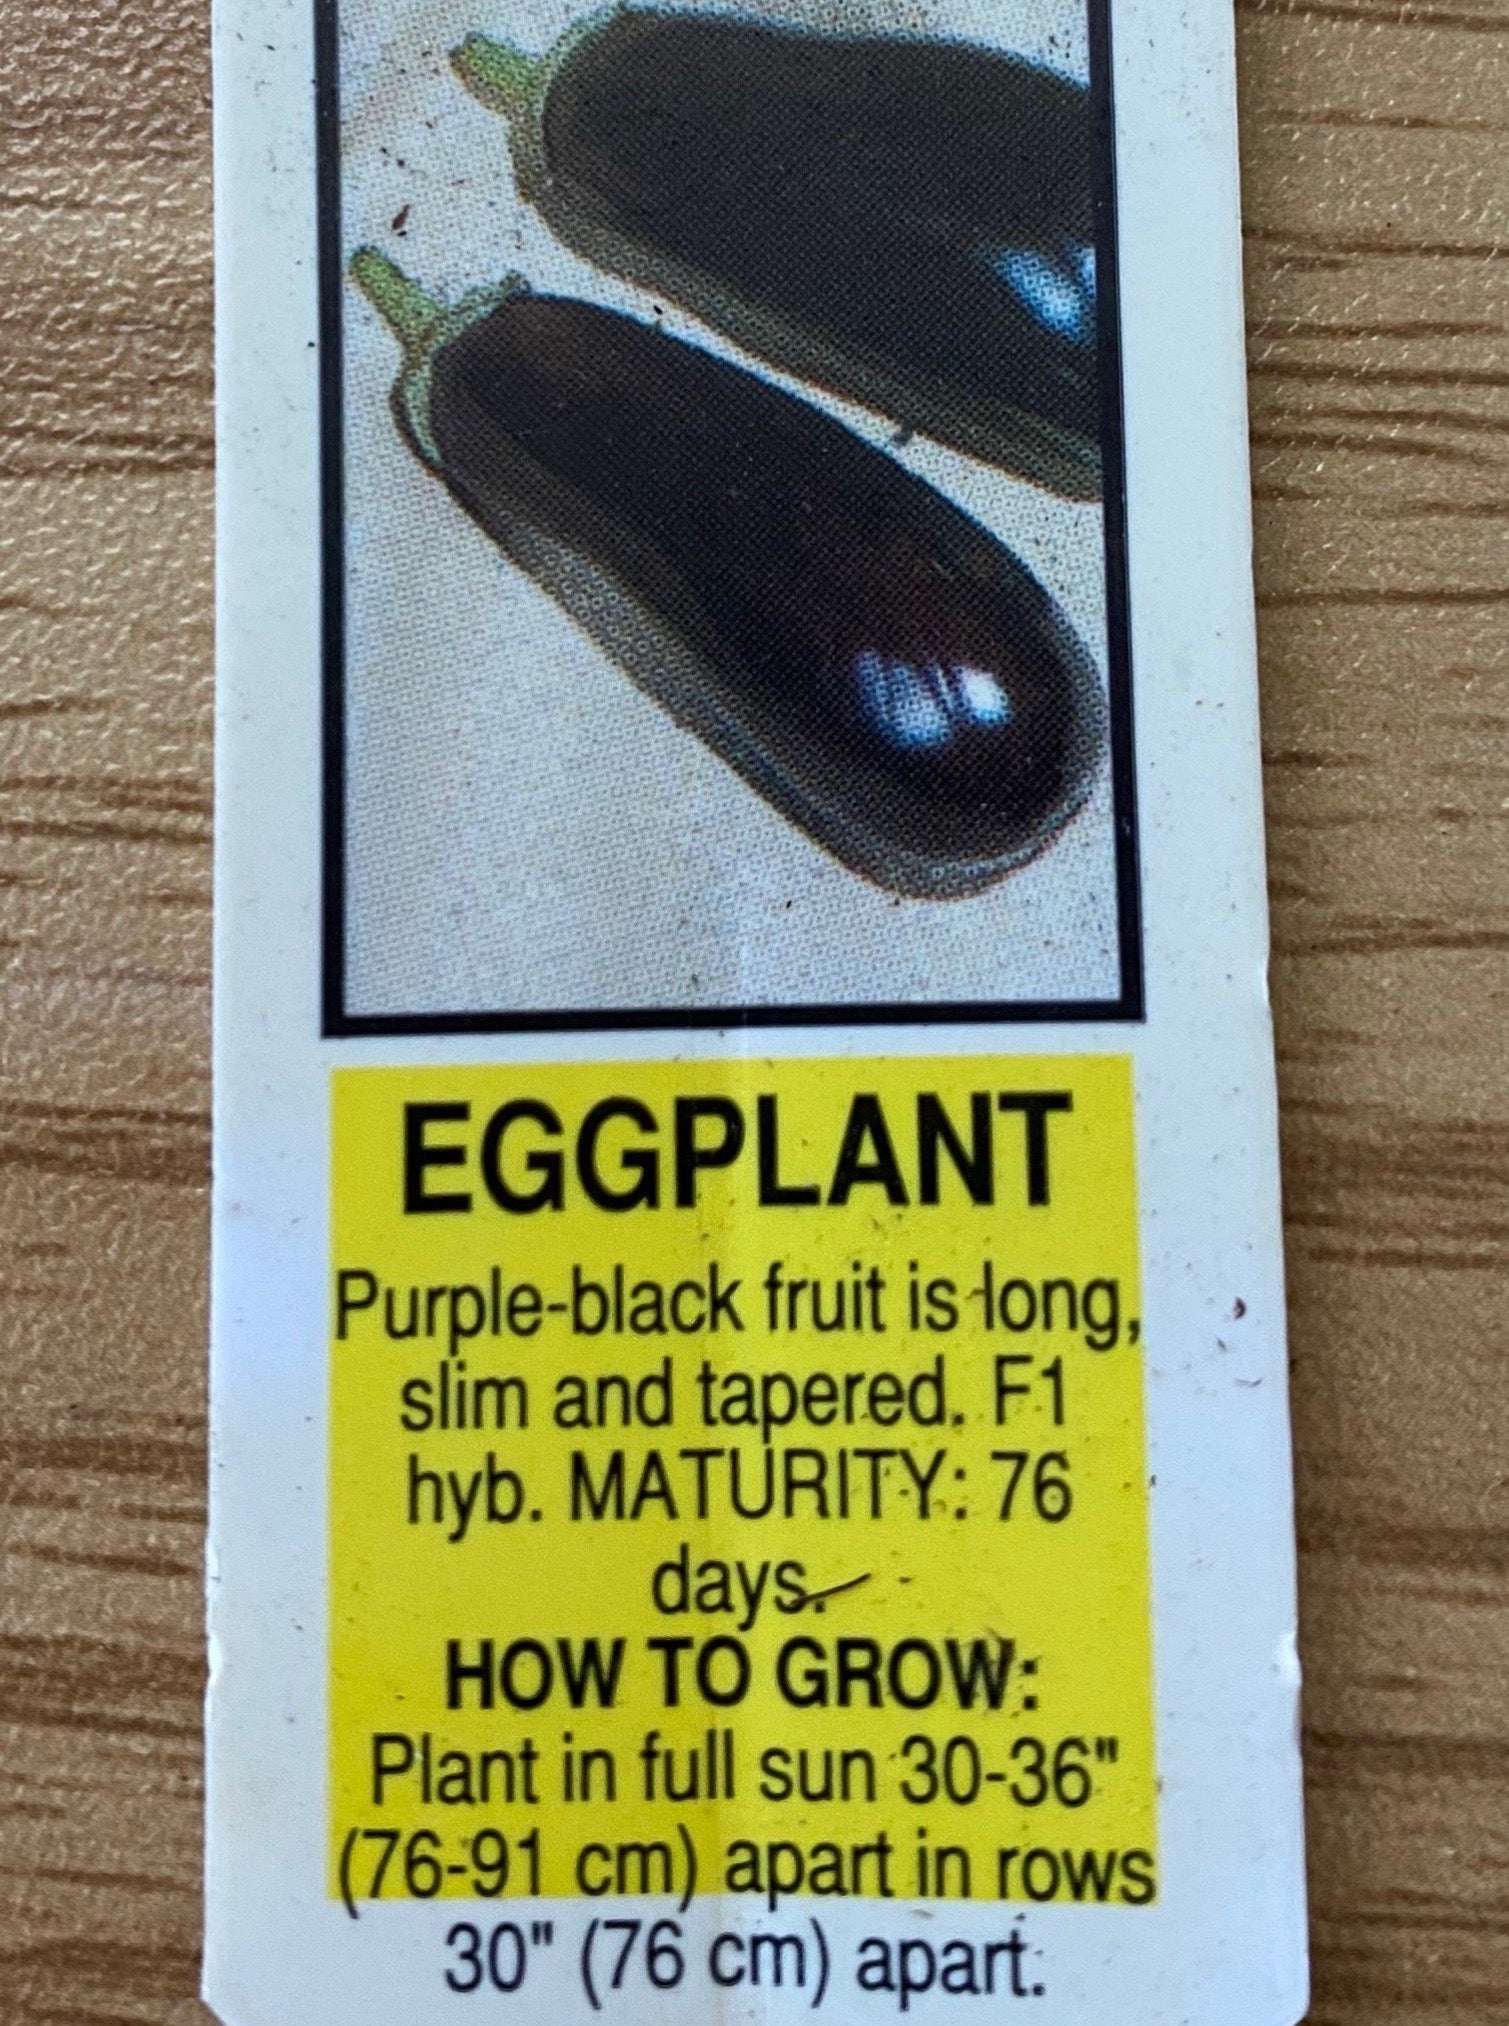 EGGPLANT
Purple-black fruit is long,
slim and tapered. F1
hyb. MATURITY: 76
days.
HOW TO GROW:
Plant in full sun 30-36"
(76-91 cm) apart in rows
30" (76 cm) apart.